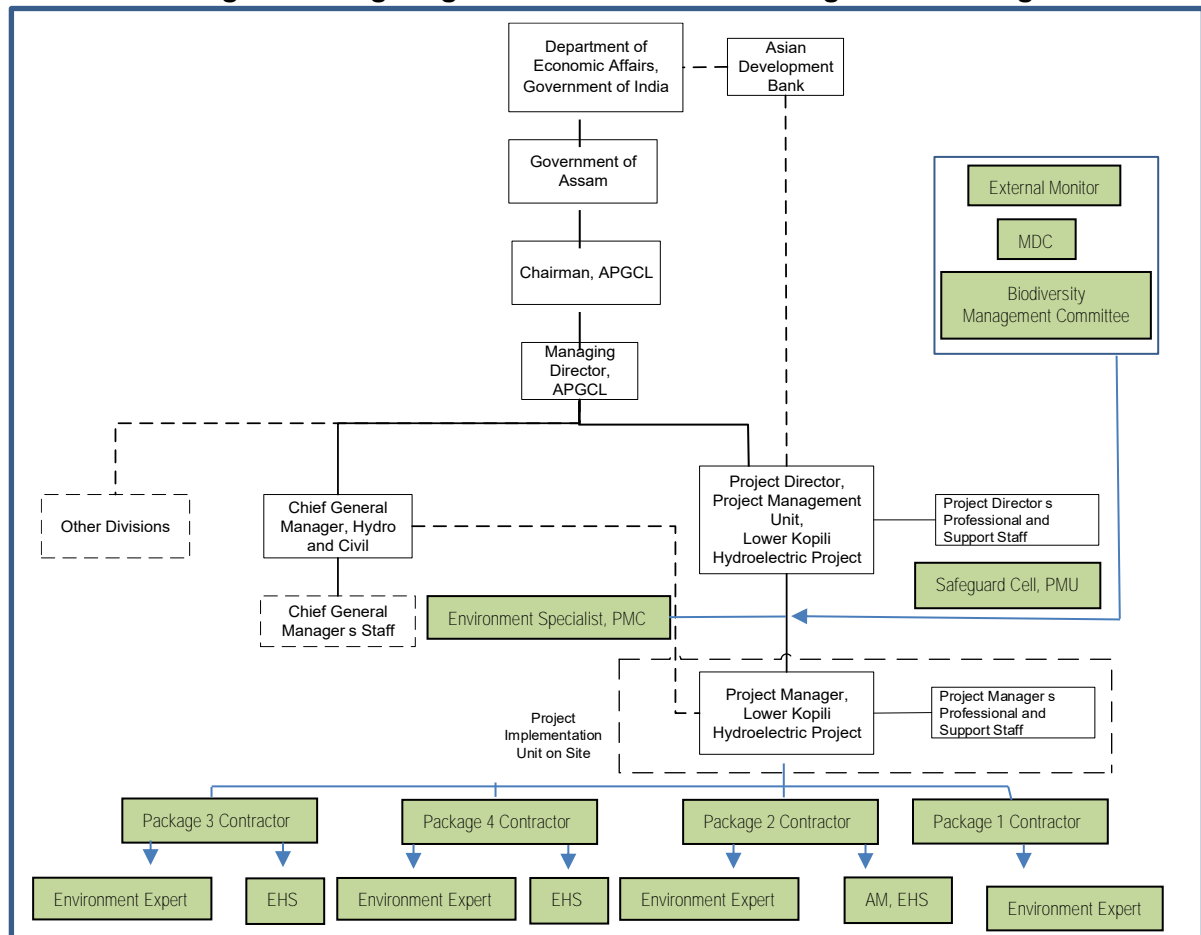 Department of
Economic Affairs,
Government of India
Asian
Development
Bank
Government of
Assam
External Monitor
MDC
Biodiversity
Management Committee
Chairman, APGCL
Managing
Director,
APGCL
Other Divisions
Chief General
Manager, Hydro
and Civil
Project Director,
Project Management
Unit,
Lower Kopili
Hydroelectric Project
Project Director s
Professional and
Support Staff
Safeguard Cell, PMU
Chief General
Manager s Staff
Environment Specialist, PMC
Project
Implementation
Unit on Site
Project Manager,
Lower Kopili
Hydroelectric Project
Project Manager s
Professional and
Support Staff
Package 3 Contractor
Package 4 Contractor
Package 2 Contractor
Package 1 Contractor
Environment Expert
EHS
Environment Expert
EHS
Environment Expert
AM, EHS
Environment Expert